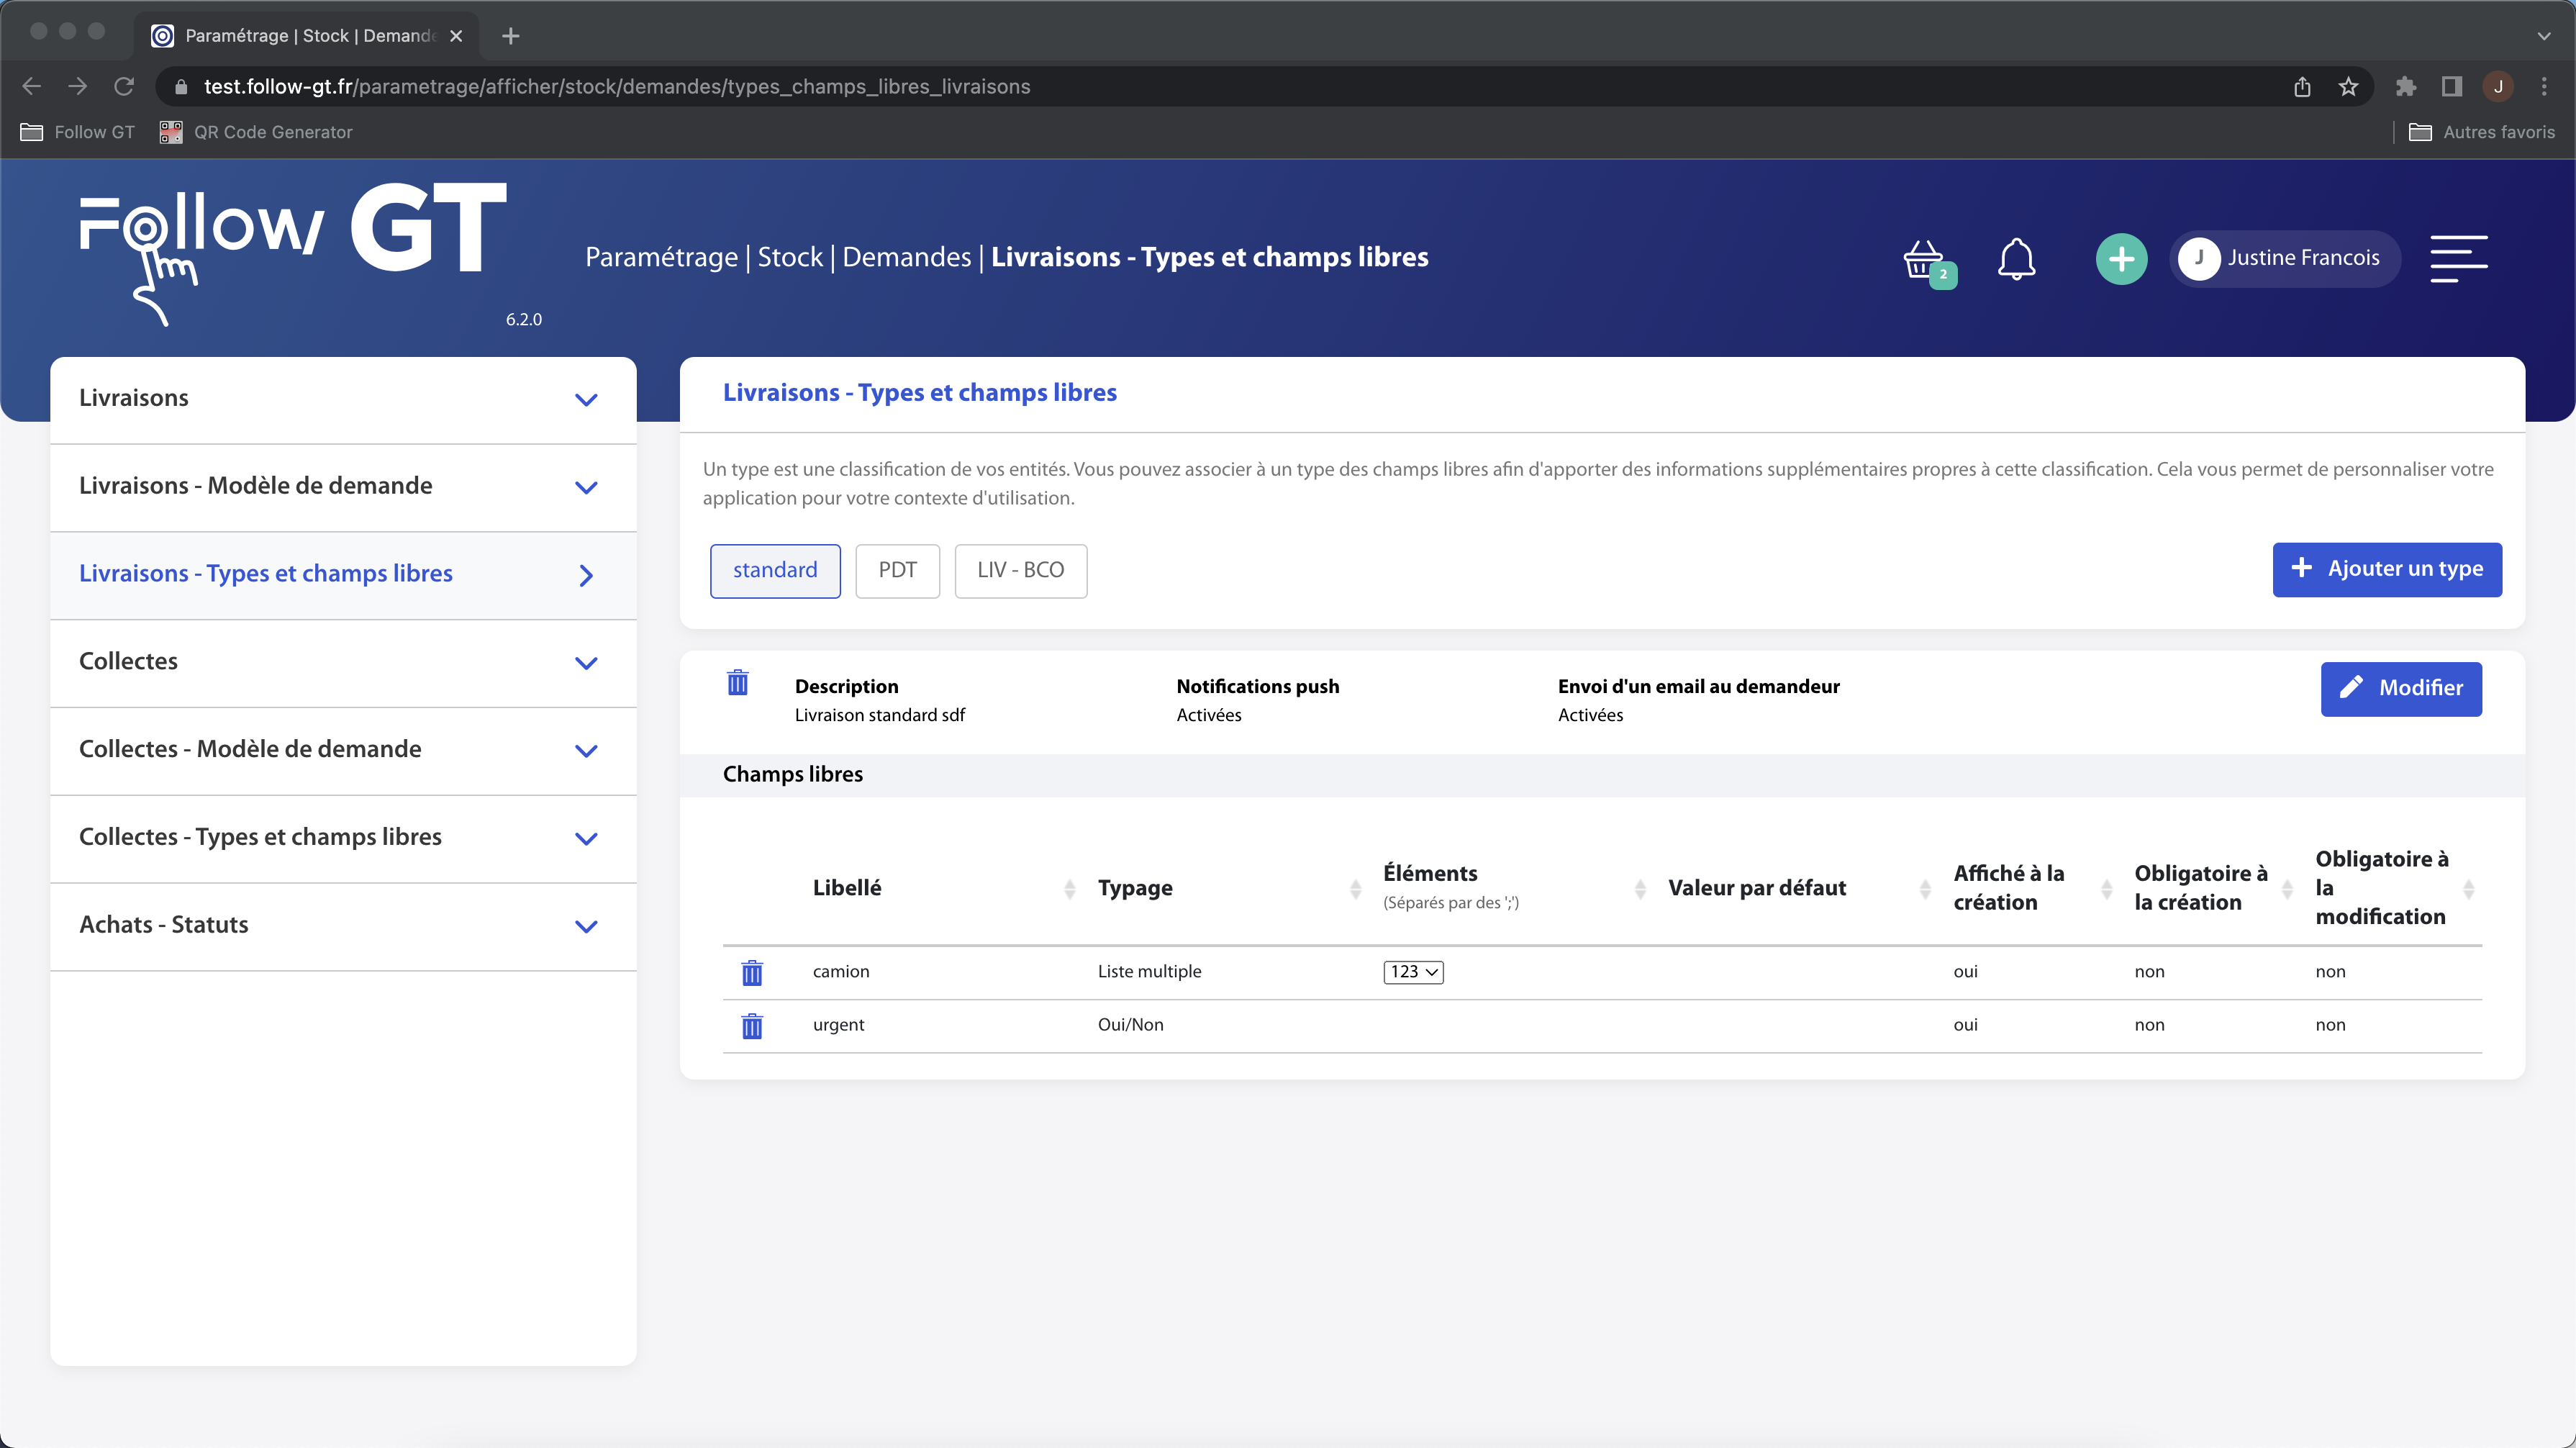 Paramétrage | Stock | Demande
test.follow-gt.fr/parametrage/afficher/stock/demandes/types_champs_libres_livraisons
J
Follow GT
QR Code Generator
Autres favoris
Follow GT
6.2.0
Paramétrage | Stock | Demandes | Livraisons - Types et champs libres
2
J
Justine Francois
Livraisons
Livraisons - Modèle de demande
Livraisons - Types et champs libres
Collectes
Collectes - Modèle de demande
Collectes - Types et champs libres
Achats - Statuts
Livraisons - Types et champs libres
Un type est une classification de vos entités. Vous pouvez associer à un type des champs libres afin d'apporter des informations supplémentaires propres à cette classification. Cela vous permet de personnaliser votre
application pour votre contexte d'utilisation.
standard
PDT
LIV - BCO
Ajouter un type
Description
Livraison standard sdf
Notifications push
Activées
Envoi d'un email au demandeur
Activées
Modifier
Champs libres
Libellé
Typage
Éléments
(Séparés par des ';')
Valeur par défaut
Affiché à la
création
Obligatoire à
la création
Obligatoire à
la
modification
camion
Liste multiple
123
oui
non
non
urgent
Oui/Non
oui
non
non